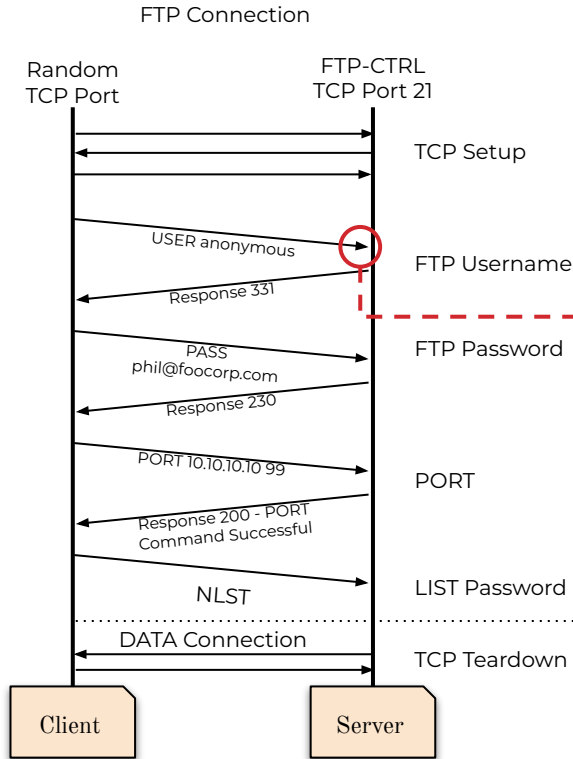 FTP Connection
Random
TCP Port
FTP-CTRL
TCP Port 21
TCP Setup
USER anonymous
FTP Username
Response 331
PASS
phil@foocorp.com
FTP Password
Response 230
PORT 10.10.10.10 99
PORT
Response 200 - PORT
Command Successful
NLST
LIST Password
DATA Connection
TCP Teardown
Client
Server